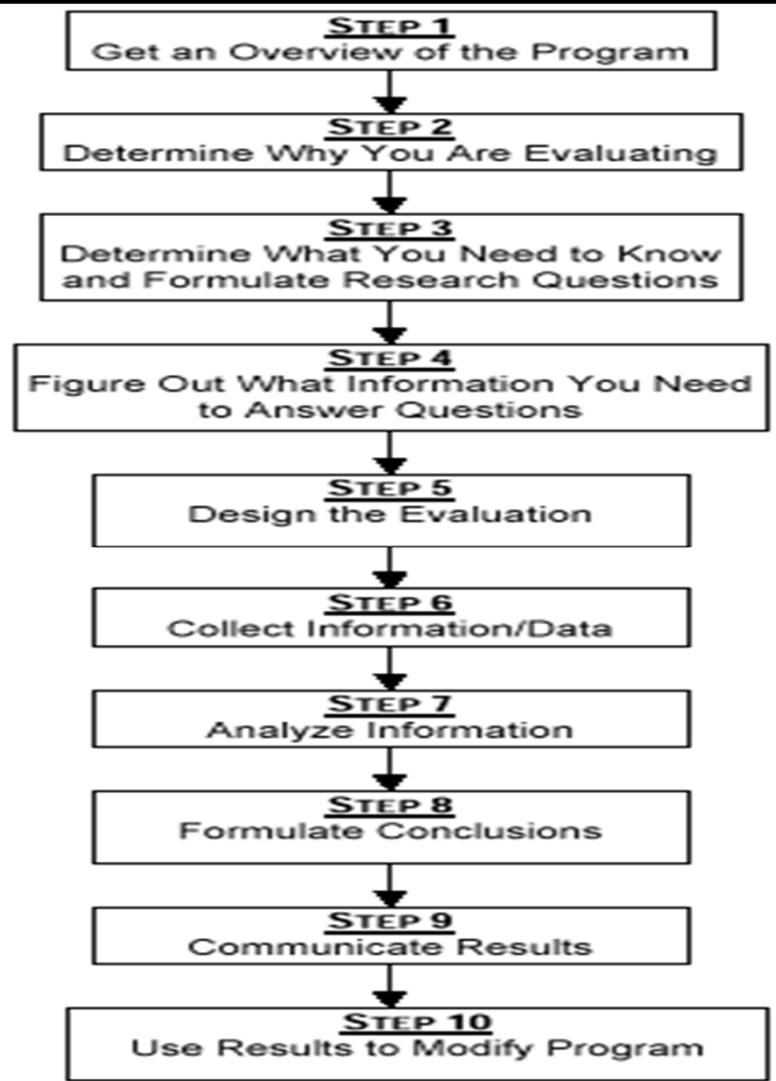 STEP 1
Get an Overview of the Program
STEP 2
Determine Why You Are Evaluating
STEP 3
Determine What You Need to Know
and Formulate Research Questions
STEP 4
Figure Out What Information You Need
to Answer Questions
STEP 5
Design the Evaluation
STEP 6
Collect Information/Data
STEP 7
Analyze Information
STEP 8
Formulate Conclusions
STEP 9
Communicate Results
STEP 10
Use Results to Modify Program